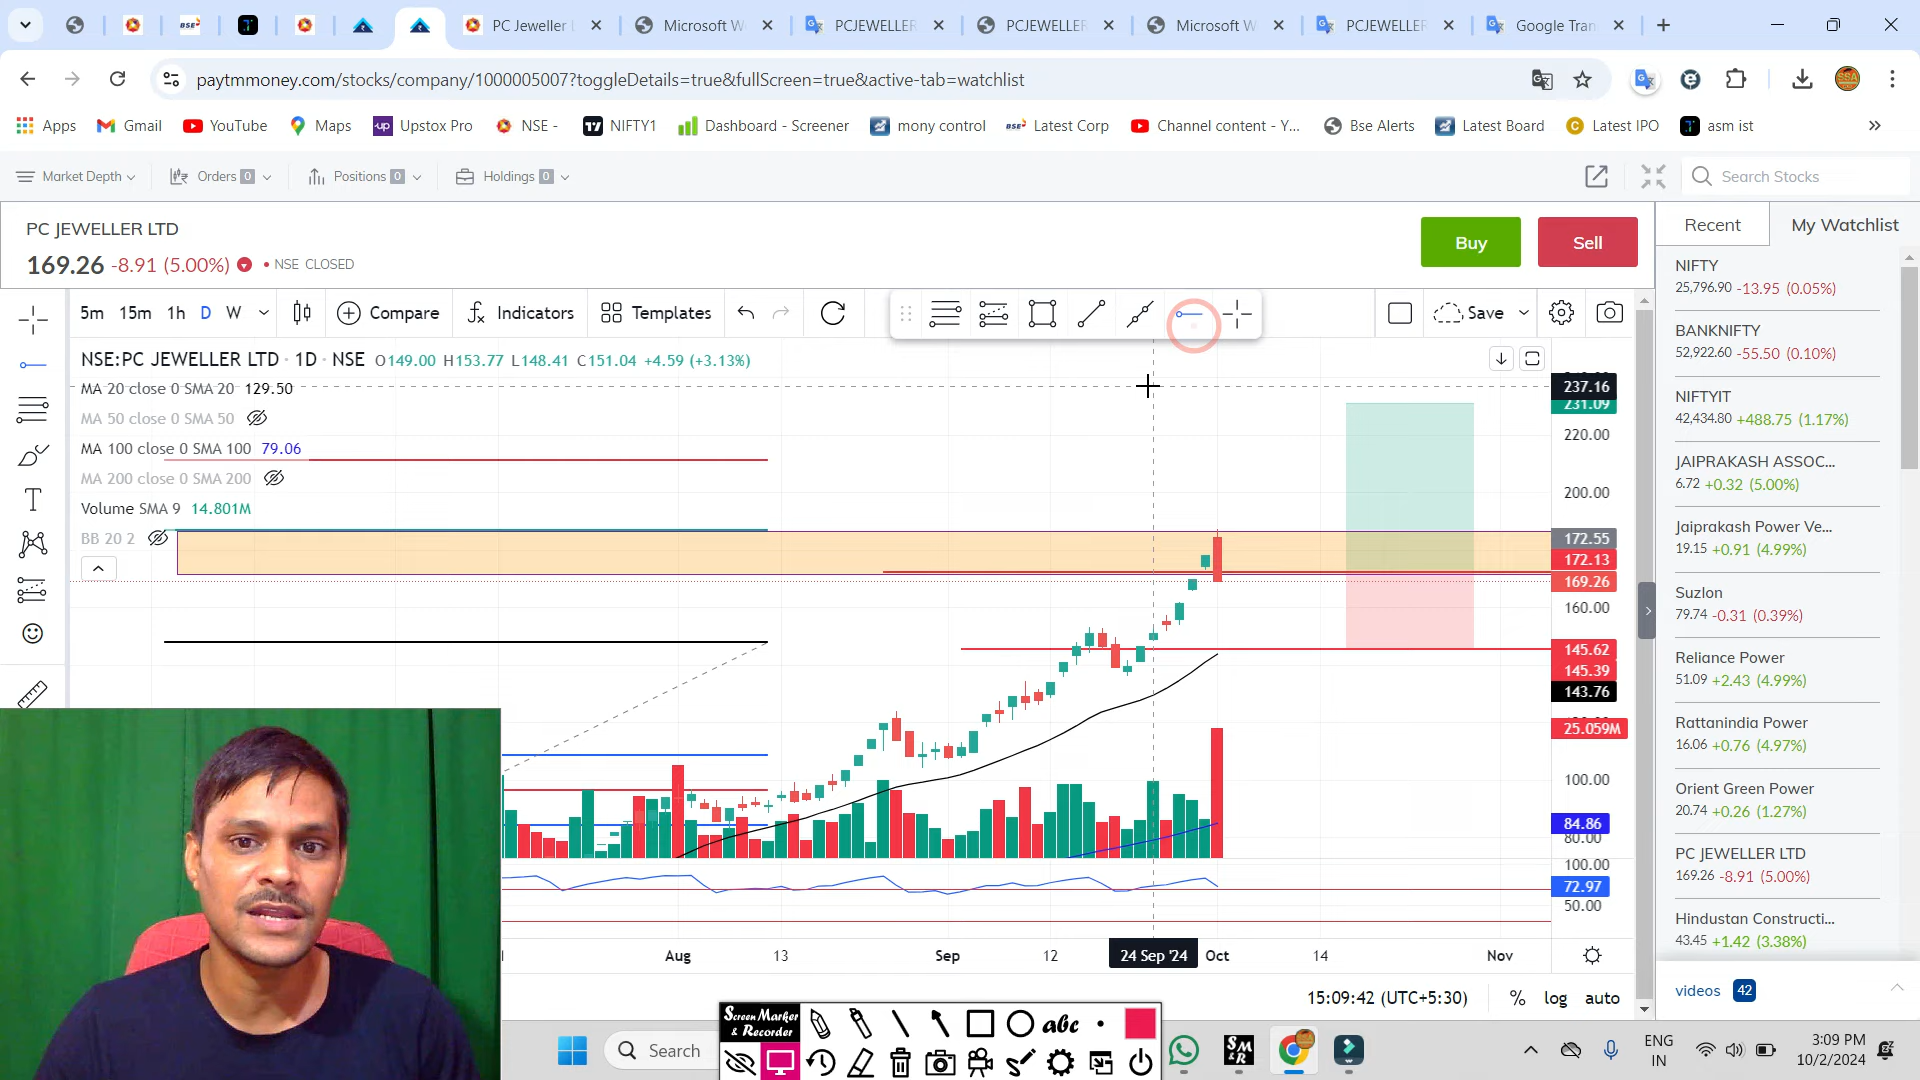 PC Jeweller
Microsoft W
PCJEWELLER
PCJEWELLER
Microsoft W
PCJEWELLER
Google Tran
paytmmoney.com/stocks/company/1000005007?toggleDetails=true&fullScreen=true&active-tab=watchlist
Apps Gmail YouTube Maps Upstox Pro NSE - NIFTY1 Dashboard - Screener mony control Latest Corp Channel content - Y... Bse Alerts Latest Board Latest IPO asm ist
Market Depth Orders 0 Positions 0 Holdings 0 Search Stocks
PC JEWELLER LTD
169.26 -8.91 (5.00%) • NSE CLOSED
Buy Sell
Recent My Watchlist
5m 15m 1h D W Compare Indicators Templates Save
NSE:PC JEWELLER LTD · 1D · NSE O149.00 H153.77 L148.41 C151.04 +4.59 (+3.13%)
MA 20 close 0 SMA 20 129.50
MA 50 close 0 SMA 50
MA 100 close 0 SMA 100 79.06
MA 200 close 0 SMA 200
Volume SMA 9 14.801M
BB 20 2
237.16
231.09
220.00
200.00
172.55
172.13
169.26
160.00
145.62
145.39
143.76
25.059M
100.00
84.86
80.00
100.00
72.97
50.00
Aug 13 Sep 12 24 Sep '24 Oct 14 Nov
15:09:42 (UTC+5:30) % log auto
NIFTY
25,796.90 -13.95 (0.05%)
BANKNIFTY
52,922.60 -55.50 (0.10%)
NIFTYIT
42,434.80 +488.75 (1.17%)
JAIPRAKASH ASSOC...
6.72 +0.32 (5.00%)
Jaiprakash Power Ve...
19.15 +0.91 (4.99%)
Suzlon
79.74 -0.31 (0.39%)
Reliance Power
51.09 +2.43 (4.99%)
Rattanindia Power
16.06 +0.76 (4.97%)
Orient Green Power
20.74 +0.26 (1.27%)
PC JEWELLER LTD
169.26 -8.91 (5.00%)
Hindustan Constructi...
43.45 +1.42 (3.38%)
videos 42
Screen Marker
& Recorder
abc
Search
SM
&R
ENG
IN
3:09 PM
10/2/2024